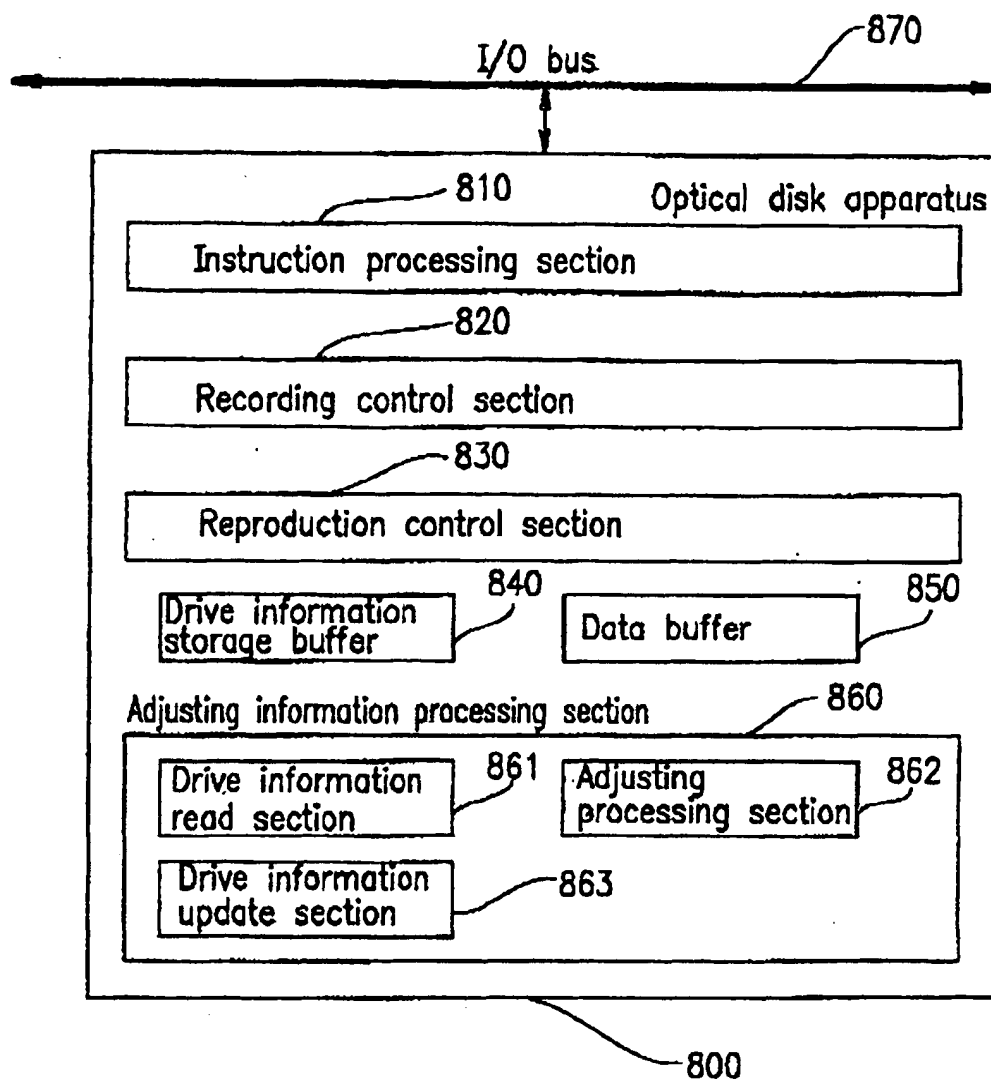 870
I/O bus
810
Optical disk apparatus
Instruction processing section
820
Recording control section
830
Reproduction control section
840
850
Drive information
storage buffer
Data buffer
Adjusting information processing section
860
861
862
Drive information
read section
Adjusting
processing section
863
Drive information
update section
800